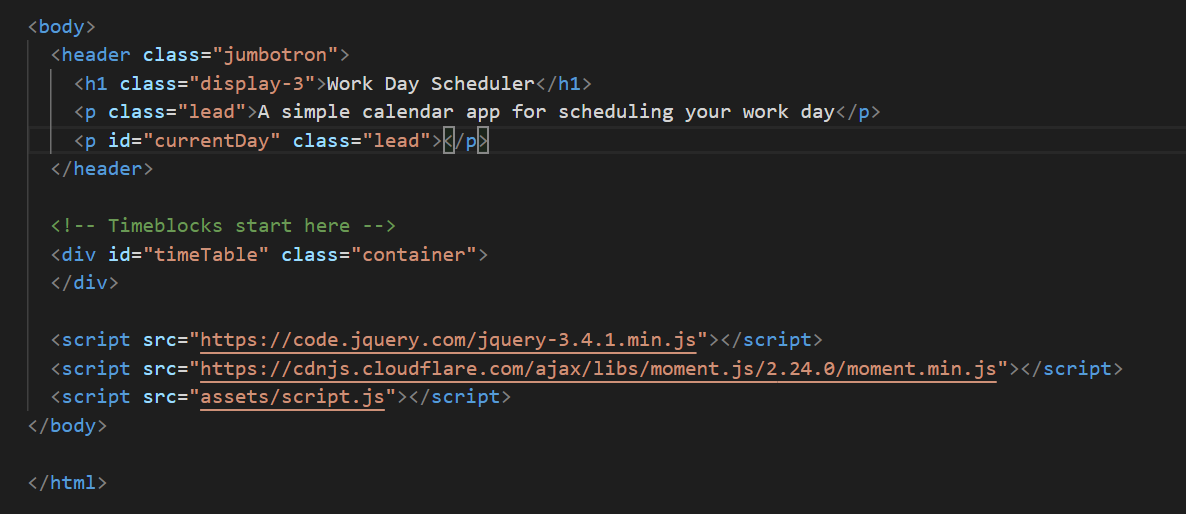 <body>
<header class="jumbotron">
<h1 class="display-3">Work Day Scheduler</h1>
<p class="lead">A simple calendar app for scheduling your work day</p>
<p id="currentDay" class="lead"></p>
</header>
<!-- Timeblocks start here -->
<div id="timeTable" class="container">
</div>
<script src="https://code.jquery.com/jquery-3.4.1.min.js"></script>
<script src="https://cdnjs.cloudflare.com/ajax/libs/moment.js/2.24.0/moment.min.js"></script>
<script src="assets/script.js"></script>
</body>
</html>